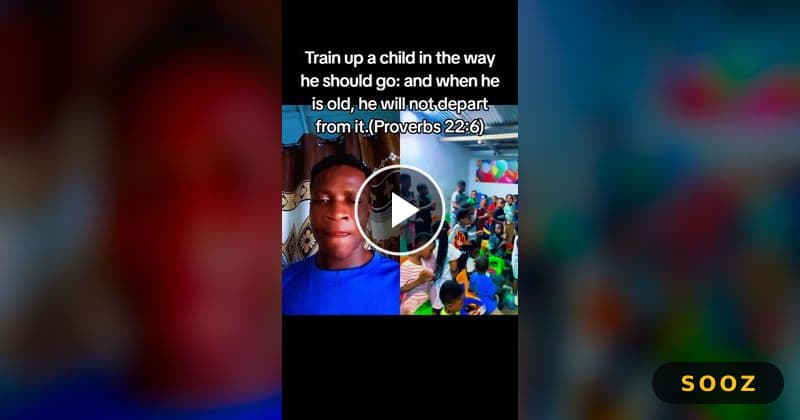 Train up a child in the way
he should go: and when he
is old, he will not depart
from it.(Proverbs 22:6)
SOOZ